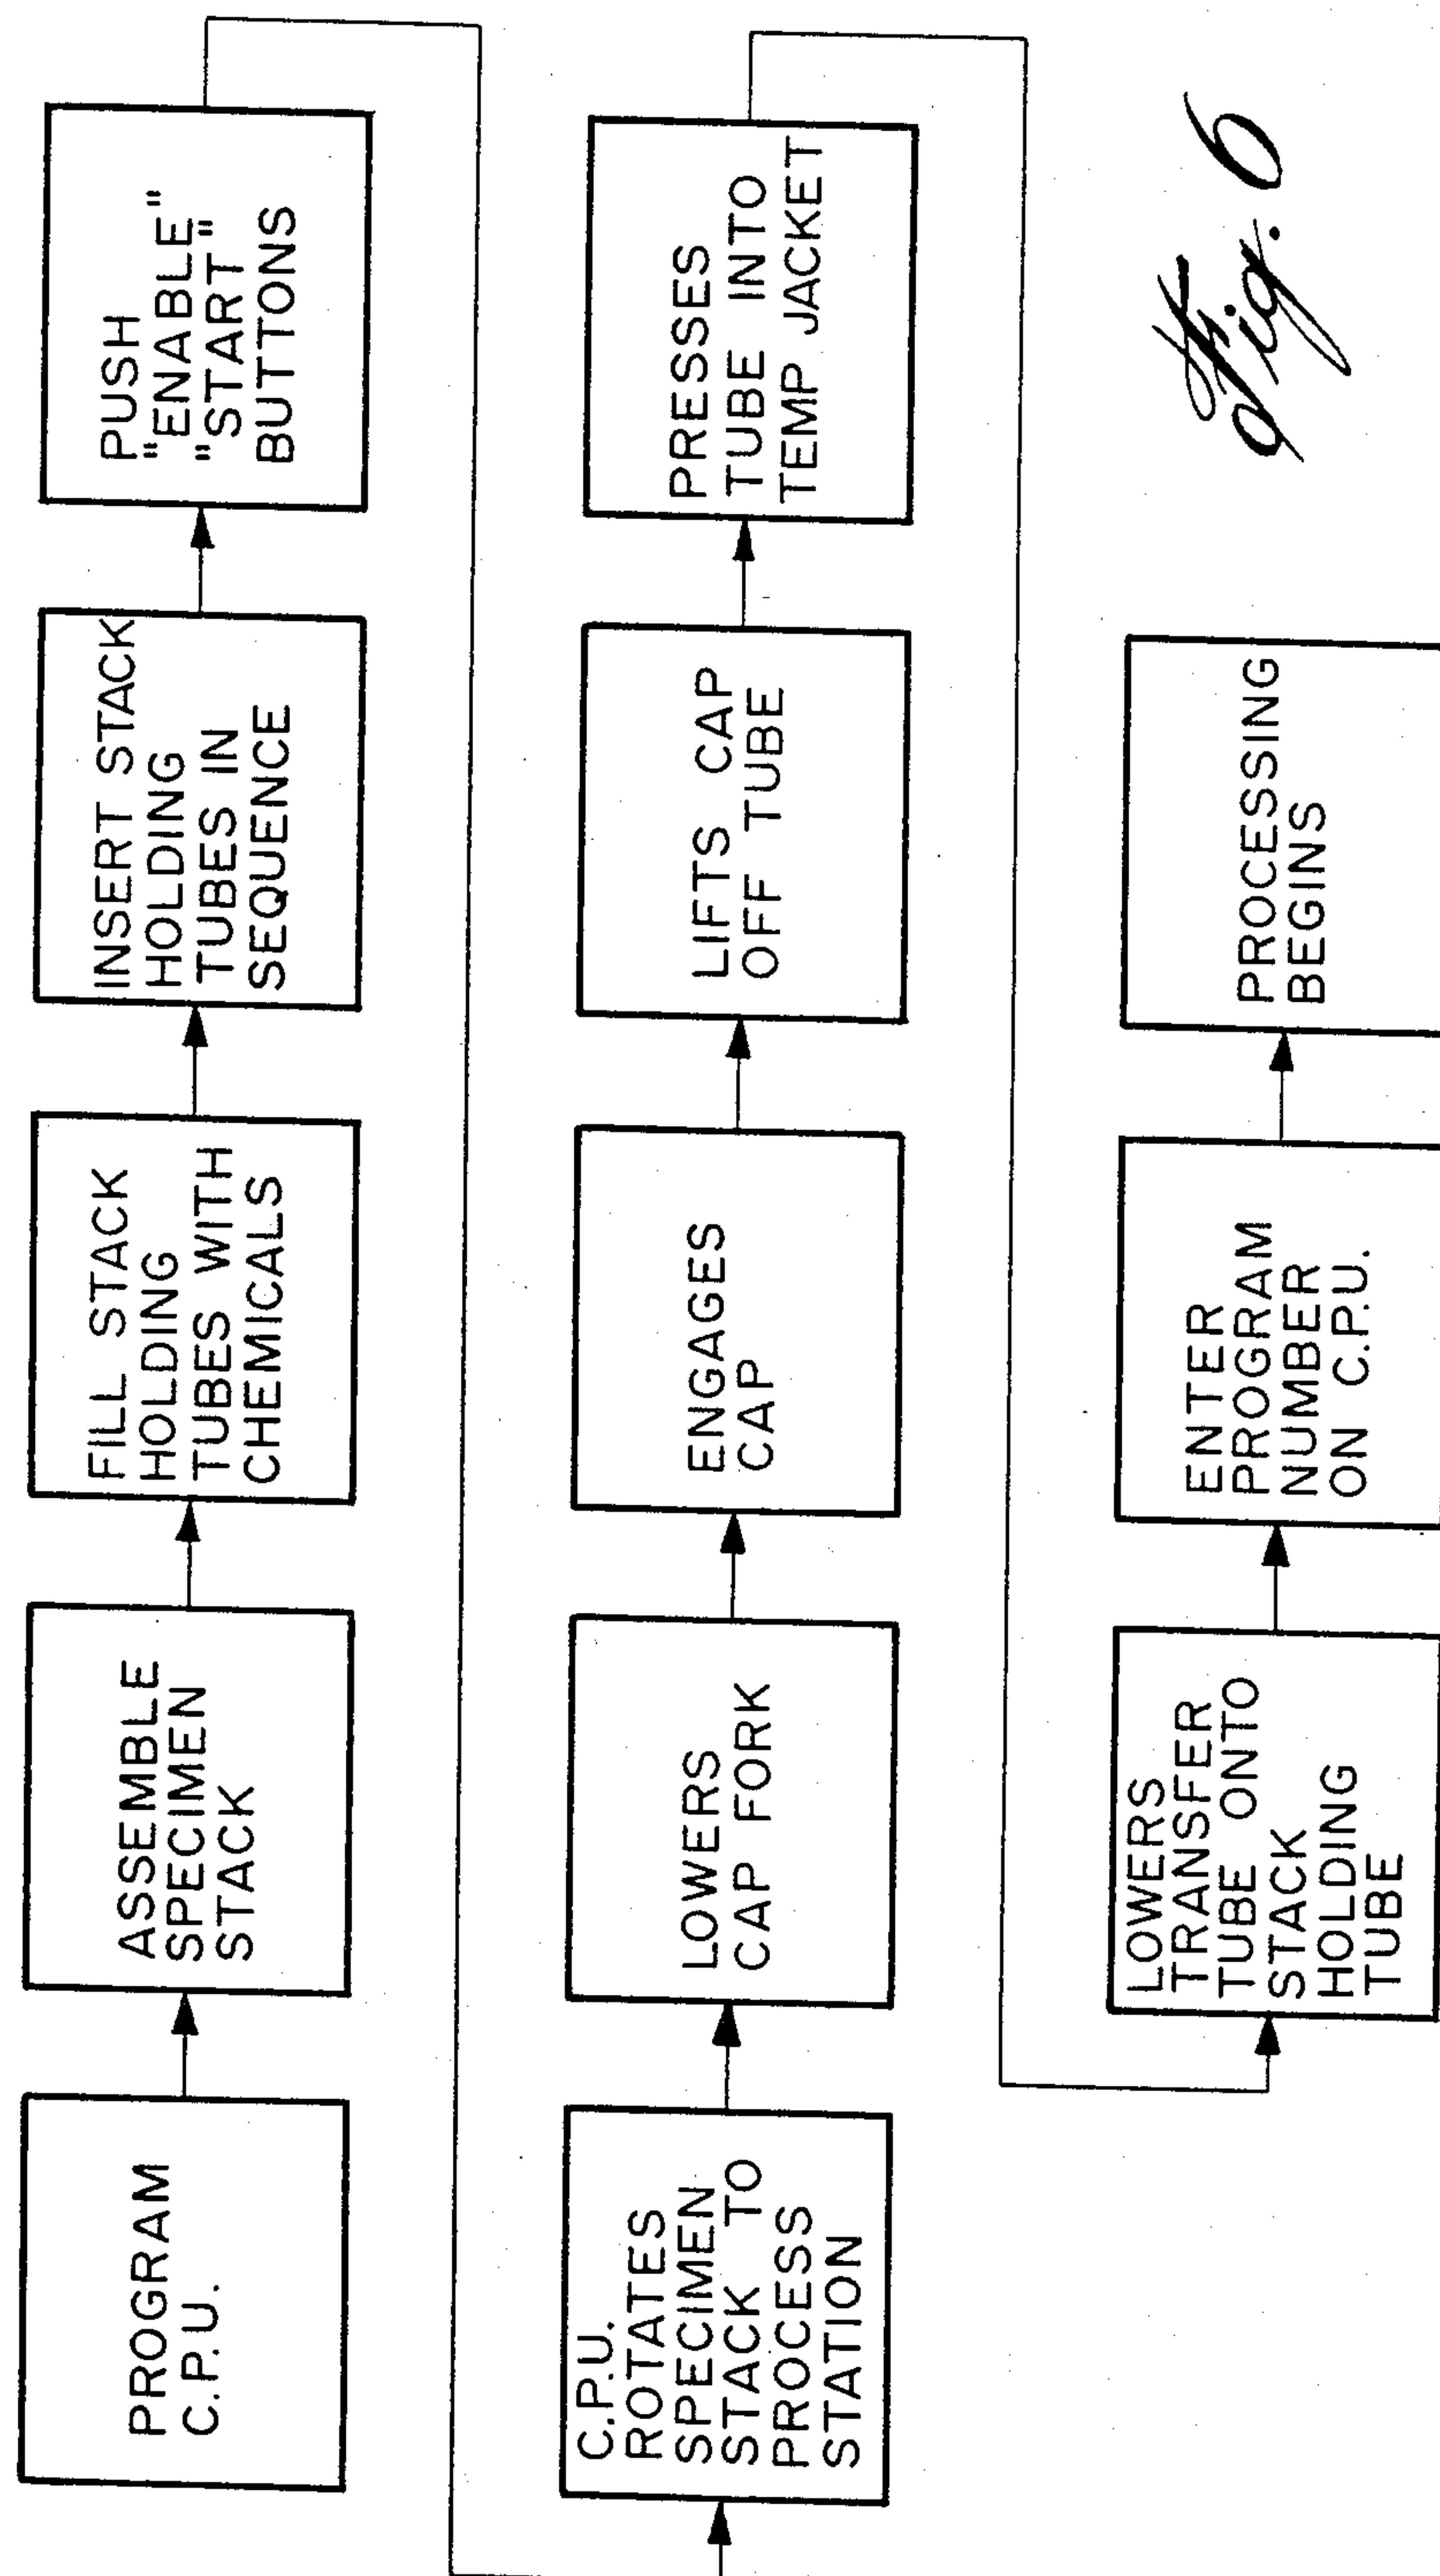 PROGRAM
C.P.U.
ASSEMBLE
SPECIMEN
STACK
FILL STACK
HOLDING
TUBES WITH
CHEMICALS
INSERT STACK
HOLDING
TUBES IN
SEQUENCE
PUSH
"ENABLE"
"START"
BUTTONS
C.P.U.
ROTATES
SPECIMEN
STACK TO
PROCESS
STATION
LOWERS
CAP FORK
ENGAGES
CAP
LIFTS CAP
OFF TUBE
PRESSES
TUBE INTO
TEMP JACKET
LOWERS
TRANSFER
TUBE ONTO
STACK
HOLDING
TUBE
ENTER
PROGRAM
NUMBER
ON C.P.U.
PROCESSING
BEGINS
Fig. 6